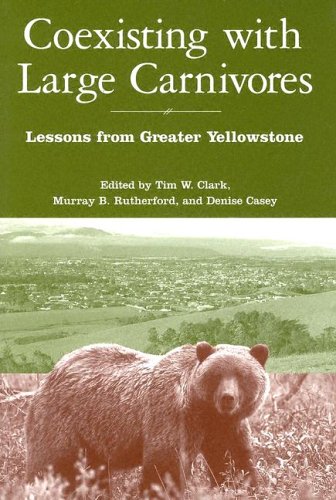 Coexisting with
Large Carnivores
Lessons from Greater Yellowstone
Edited by Tim W. Clark,
Murray B. Rutherford, and Denise Casey